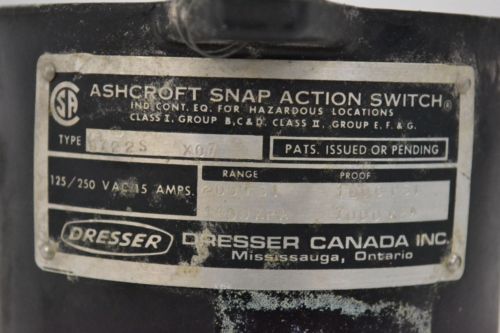 ASHCROFT SNAP ACTION SWITCH®
IND. CONT. EQ. FOR HAZARDOUS LOCATIONS
CLASS I, GROUP B,C&D, CLASS II, GROUP E, F, & G.
TYPE XO7
PATS. ISSUED OR PENDING
RANGE PROOF
125/250 VAC 15 AMPS.
DRESSER DRESSER CANADA INC.
Mississauga, Ontario